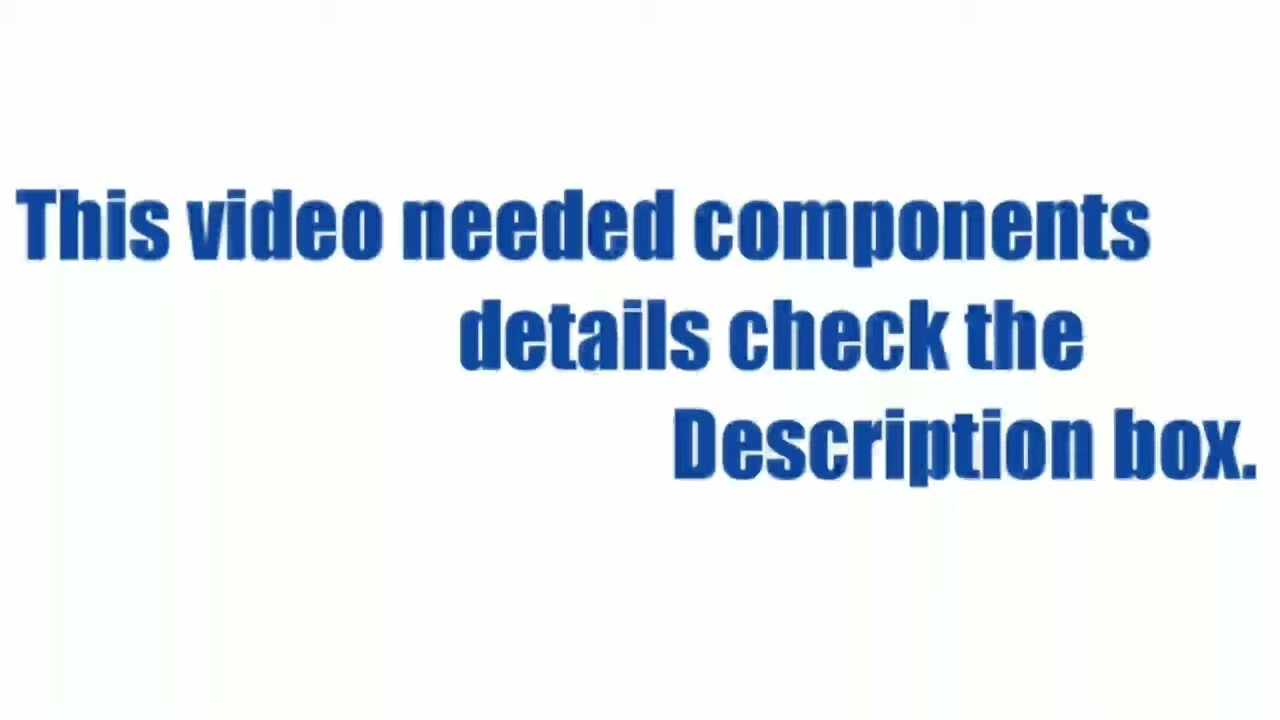 This video needed components
details check the
Description box.